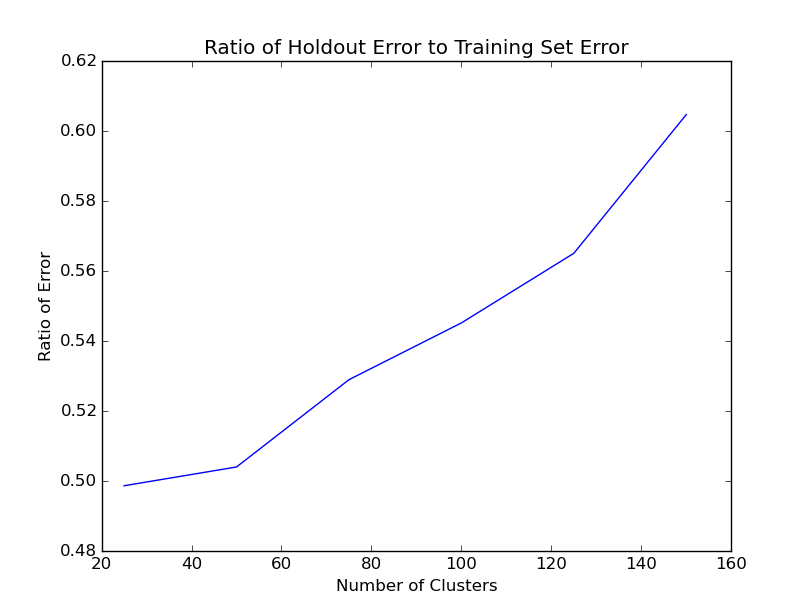 Ratio of Holdout Error to Training Set Error
0.62
0.60
0.58
0.56
0.54
0.52
0.50
0.48
Ratio of Error
20 40 60 80 100 120 140 160
Number of Clusters